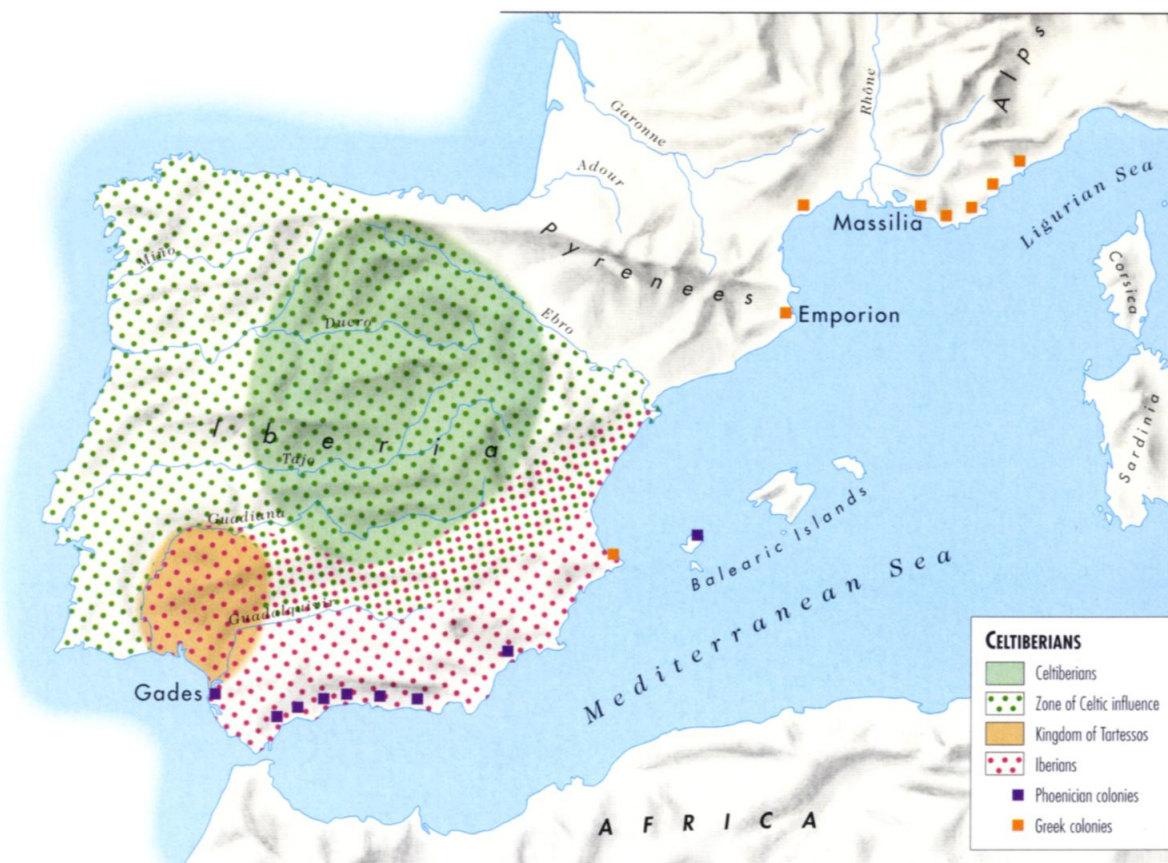 Garonne
Rhône
Alps
Adour
Ligurian Sea
Massilia
Pyrenees
Corsica
Miño
Emporion
Ebro
Duero
Sardinia
Iberia
Tajo
Guadiana
Balearic Islands
Mediterranean Sea
Guadalquivir
Gades
AFRICA
CELTIBERIANS
Celtiberians
Zone of Celtic influence
Kingdom of Tartessos
Iberians
Phoenician colonies
Greek colonies